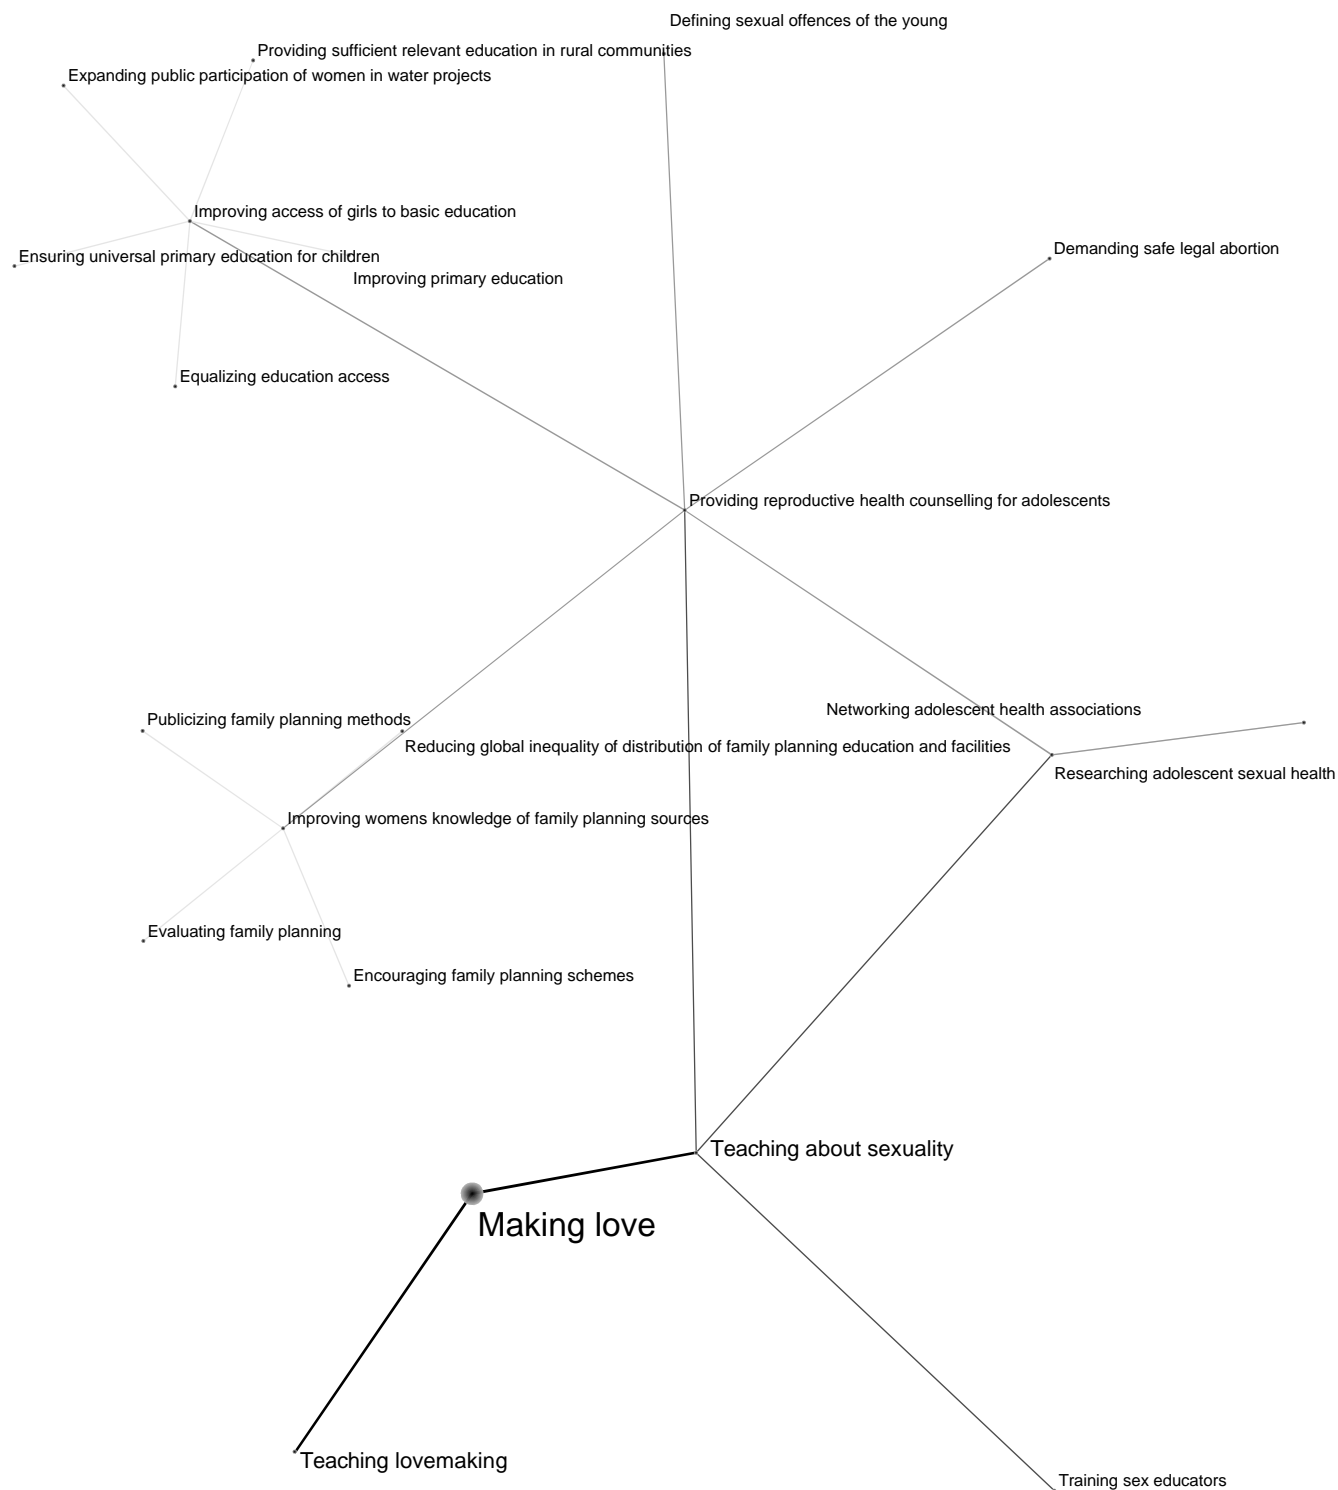 Defining sexual offences of the young
Providing sufficient relevant education in rural communities
Expanding public participation of women in water projects
Improving access of girls to basic education
Demanding safe legal abortion
Ensuring universal primary education for children
Improving primary education
Equalizing education access
Providing reproductive health counselling for adolescents
Networking adolescent health associations
Publicizing family planning methods
Reducing global inequality of distribution of family planning education and facilities
Researching adolescent sexual health
Improving womens knowledge of family planning sources
Evaluating family planning
Encouraging family planning schemes
Teaching about sexuality
Making love
Teaching lovemaking
Training sex educators